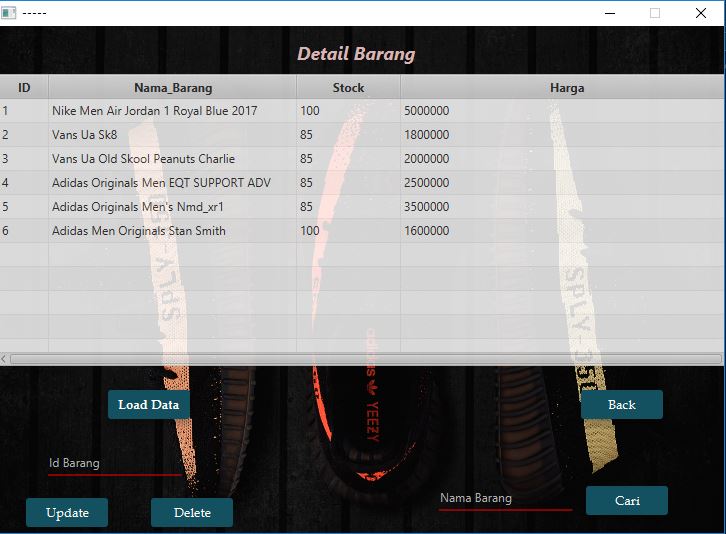 -----
Detail Barang
ID Nama_Barang Stock Harga
1 Nike Men Air Jordan 1 Royal Blue 2017 100 5000000
2 Vans Ua Sk8 85 1800000
3 Vans Ua Old Skool Peanuts Charlie 85 2000000
4 Adidas Originals Men EQT SUPPORT ADV 85 2500000
5 Adidas Originals Men's Nmd_xr1 85 3500000
6 Adidas Men Originals Stan Smith 100 1600000
SPLY-350
SPLY-350
adidas YEEZY
Load Data Back
Id Barang
Nama Barang Cari
Update Delete